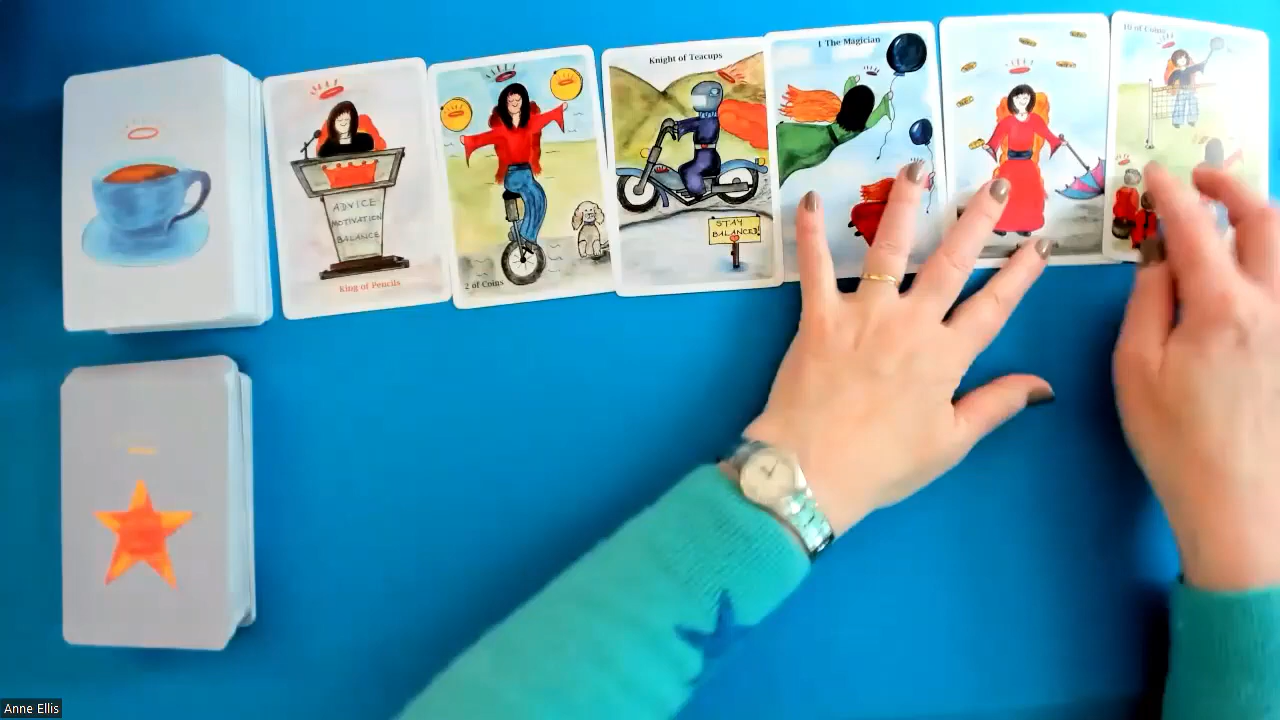 ADVICE
MOTIVATION
BALANCE
King of Pencils
2 of Coins
Knight of Teacups
STAY
BALANCED!
1 The Magician
10 of Coins
Anne Ellis